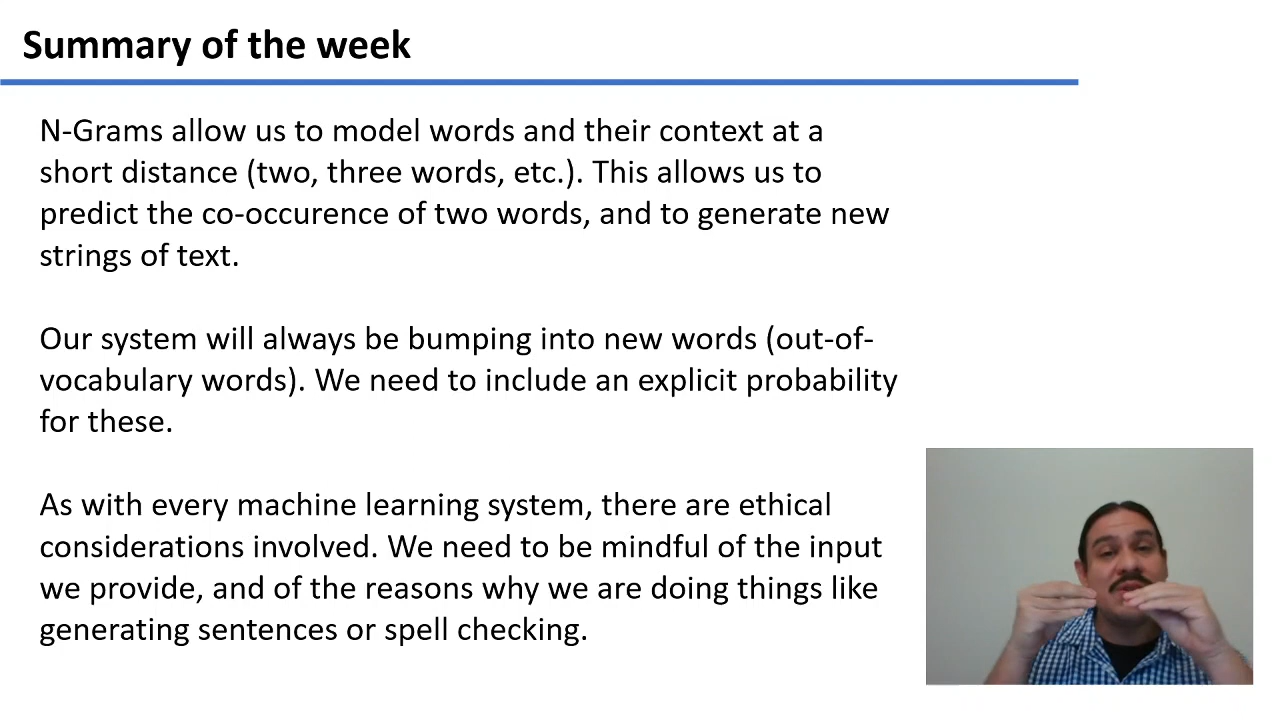 Summary of the week
N-Grams allow us to model words and their context at a
short distance (two, three words, etc.). This allows us to
predict the co-occurence of two words, and to generate new
strings of text.
Our system will always be bumping into new words (out-of-
vocabulary words). We need to include an explicit probability
for these.
As with every machine learning system, there are ethical
considerations involved. We need to be mindful of the input
we provide, and of the reasons why we are doing things like
generating sentences or spell checking.